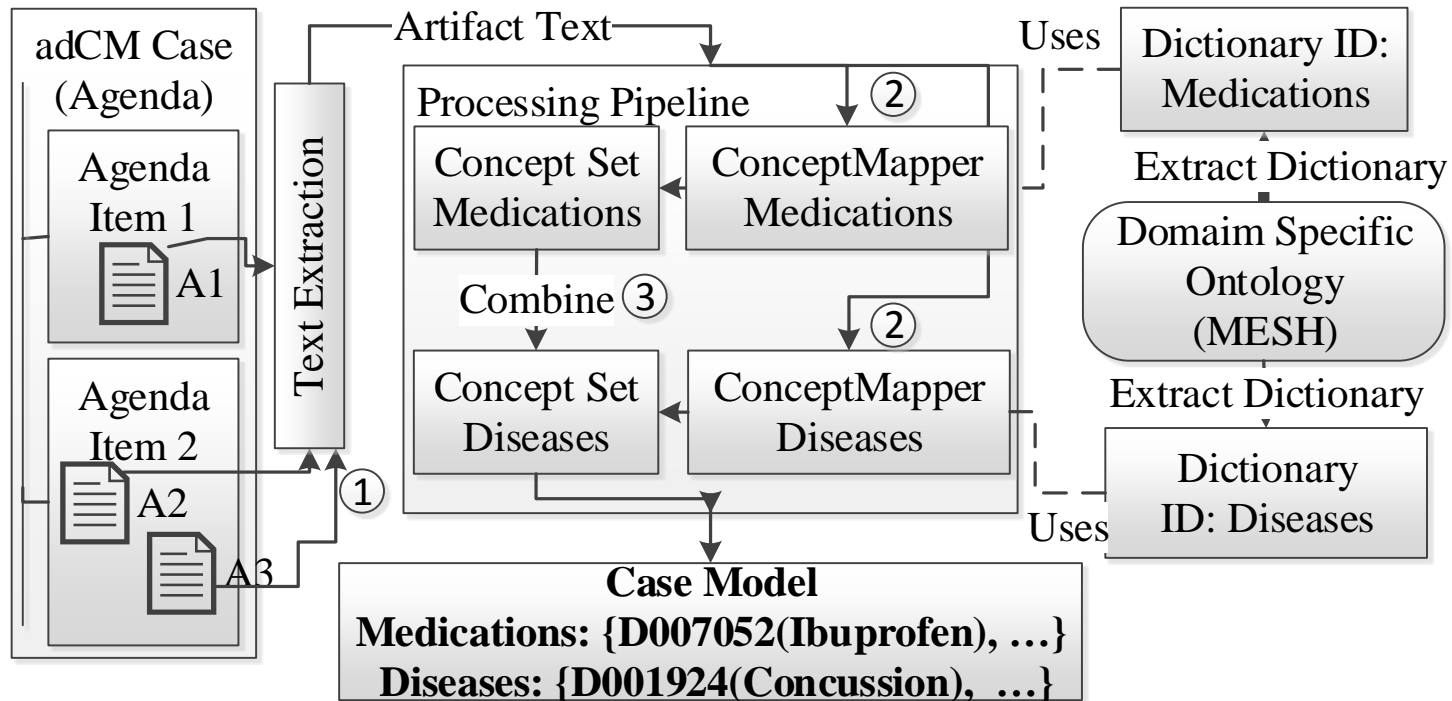 adCM Case
(Agenda)
Agenda
Item 1
A1
Agenda
Item 2
A2
A3
Text Extraction
①
Artifact Text
Processing Pipeline
②
Concept Set
Medications
ConceptMapper
Medications
Combine ③
②
Concept Set
Diseases
ConceptMapper
Diseases
Uses
Dictionary ID:
Medications
Extract Dictionary
Domaim Specific
Ontology
(MESH)
Extract Dictionary
Dictionary
ID: Diseases
Uses
Case Model
Medications: {D007052(Ibuprofen), …}
Diseases: {D001924(Concussion), …}